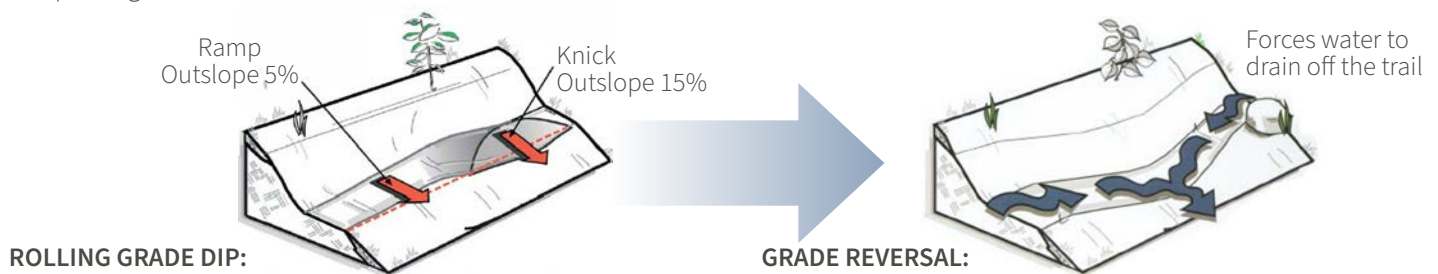 Ramp
Outslope 5%
Knick
Outslope 15%
Forces water to
drain off the trail
ROLLING GRADE DIP:
GRADE REVERSAL: